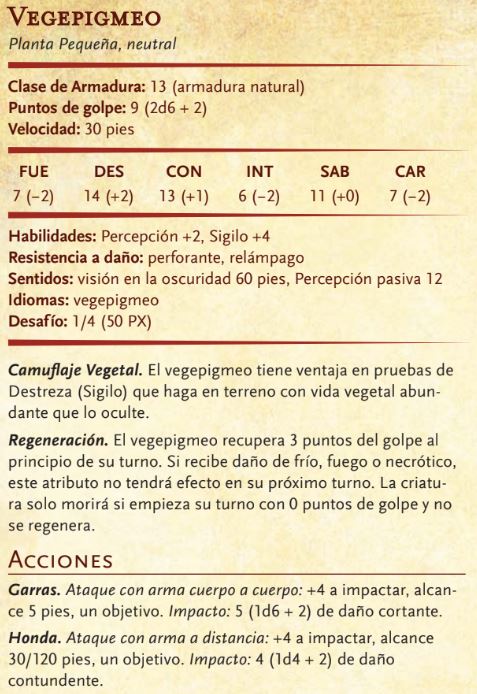 Vegepigmeo
Planta Pequeña, neutral
Clase de Armadura: 13 (armadura natural)
Puntos de golpe: 9 (2d6 + 2)
Velocidad: 30 pies
FUE DES CON INT SAB CAR
7 (−2) 14 (+2) 13 (+1) 6 (−2) 11 (+0) 7 (−2)
Habilidades: Percepción +2, Sigilo +4
Resistencia a daño: perforante, relámpago
Sentidos: visión en la oscuridad 60 pies, Percepción pasiva 12
Idiomas: vegepigmeo
Desafío: 1/4 (50 PX)
Camuflaje Vegetal. El vegepigmeo tiene ventaja en pruebas de
Destreza (Sigilo) que haga en terreno con vida vegetal abun-
dante que lo oculte.
Regeneración. El vegepigmeo recupera 3 puntos del golpe al
principio de su turno. Si recibe daño de frío, fuego o necrótico,
este atributo no tendrá efecto en su próximo turno. La criatu-
ra solo morirá si empieza su turno con 0 puntos de golpe y no
se regenera.
Acciones
Garras. Ataque con arma cuerpo a cuerpo: +4 a impactar, alcan-
ce 5 pies, un objetivo. Impacto: 5 (1d6 + 2) de daño cortante.
Honda. Ataque con arma a distancia: +4 a impactar, alcance
30/120 pies, un objetivo. Impacto: 4 (1d4 + 2) de daño
contundente.